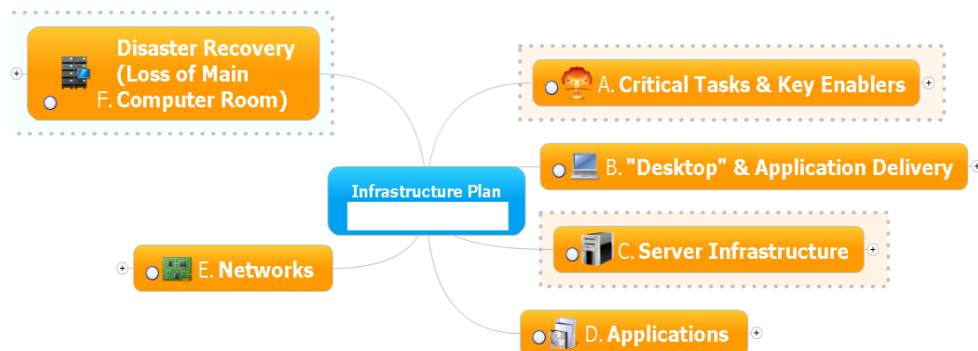 Infrastructure Plan
A. Critical Tasks & Key Enablers
B. "Desktop" & Application Delivery
C. Server Infrastructure
D. Applications
E. Networks
Disaster Recovery
(Loss of Main
F. Computer Room)